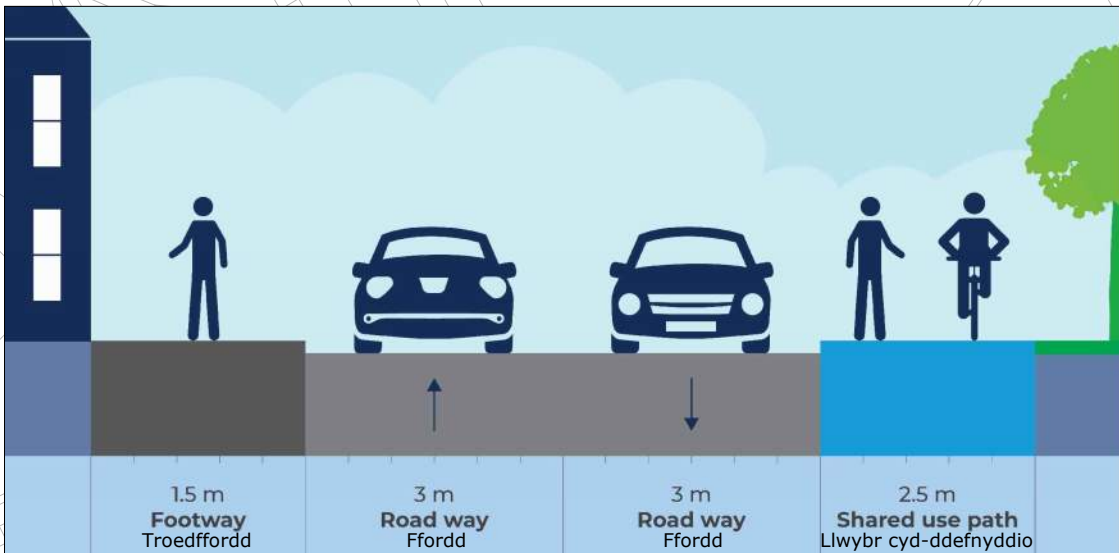 1.5 m
Footway
Troedffordd
3 m
Road way
Ffordd
3 m
Road way
Ffordd
2.5 m
Shared use path
Llwybr cyd-ddefnyddio